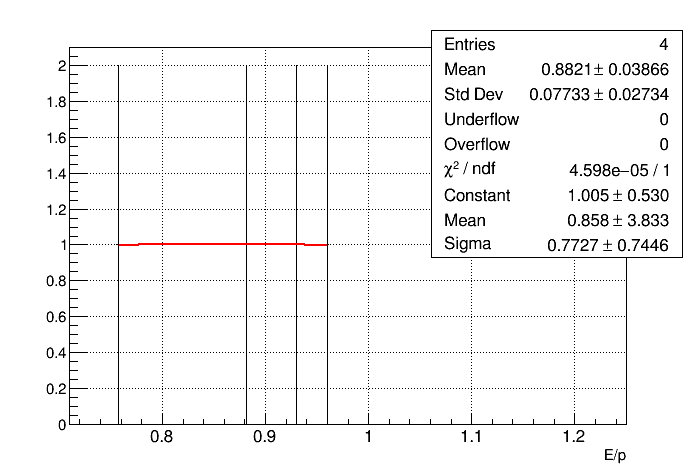 Entries 4
Mean 0.8821 ± 0.03866
Std Dev 0.07733 ± 0.02734
Underflow 0
Overflow 0
χ² / ndf 4.598e−05 / 1
Constant 1.005 ± 0.530
Mean 0.858 ± 3.833
Sigma 0.7727 ± 0.7446
2
1.8
1.6
1.4
1.2
1
0.8
0.6
0.4
0.2
0
0.8 0.9 1 1.1 1.2
E/p